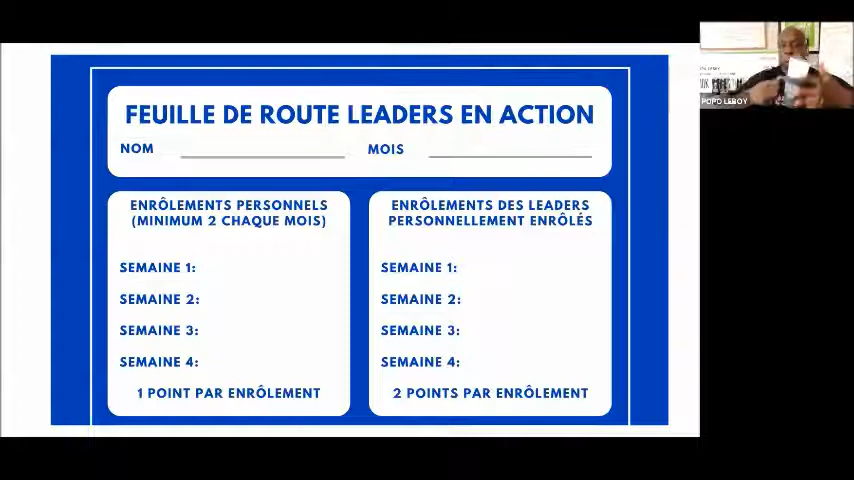 FEUILLE DE ROUTE LEADERS EN ACTION
NOM
MOIS
ENRÔLEMENTS PERSONNELS
(MINIMUM 2 CHAQUE MOIS)
SEMAINE 1:
SEMAINE 2:
SEMAINE 3:
SEMAINE 4:
1 POINT PAR ENRÔLEMENT
ENRÔLEMENTS DES LEADERS
PERSONNELLEMENT ENRÔLÉS
SEMAINE 1:
SEMAINE 2:
SEMAINE 3:
SEMAINE 4:
2 POINTS PAR ENRÔLEMENT
POPO LEBOY